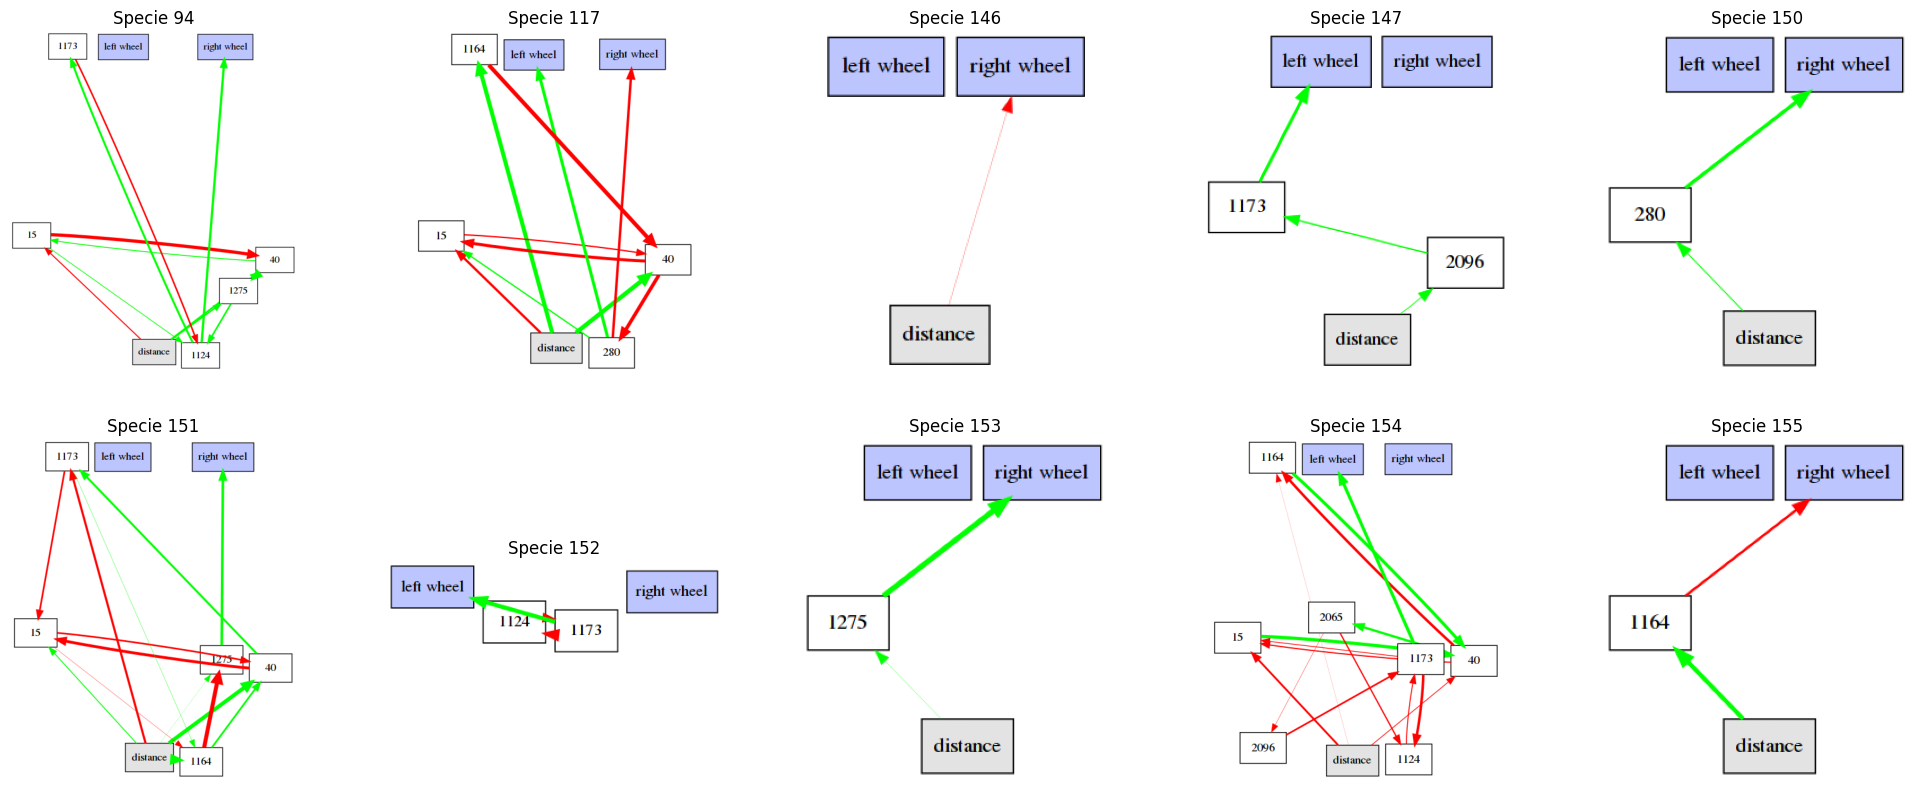 Specie 94
1173
left wheel
right wheel
15
40
1275
distance
1124
Specie 117
1164
left wheel
right wheel
15
40
distance
280
Specie 146
left wheel
right wheel
distance
Specie 147
left wheel
right wheel
1173
2096
distance
Specie 150
left wheel
right wheel
280
distance
Specie 151
1173
left wheel
right wheel
15
1275
40
distance
1164
Specie 152
left wheel
right wheel
1124
1173
Specie 153
left wheel
right wheel
1275
distance
Specie 154
1164
left wheel
right wheel
2065
15
1173
40
2096
distance
1124
Specie 155
left wheel
right wheel
1164
distance